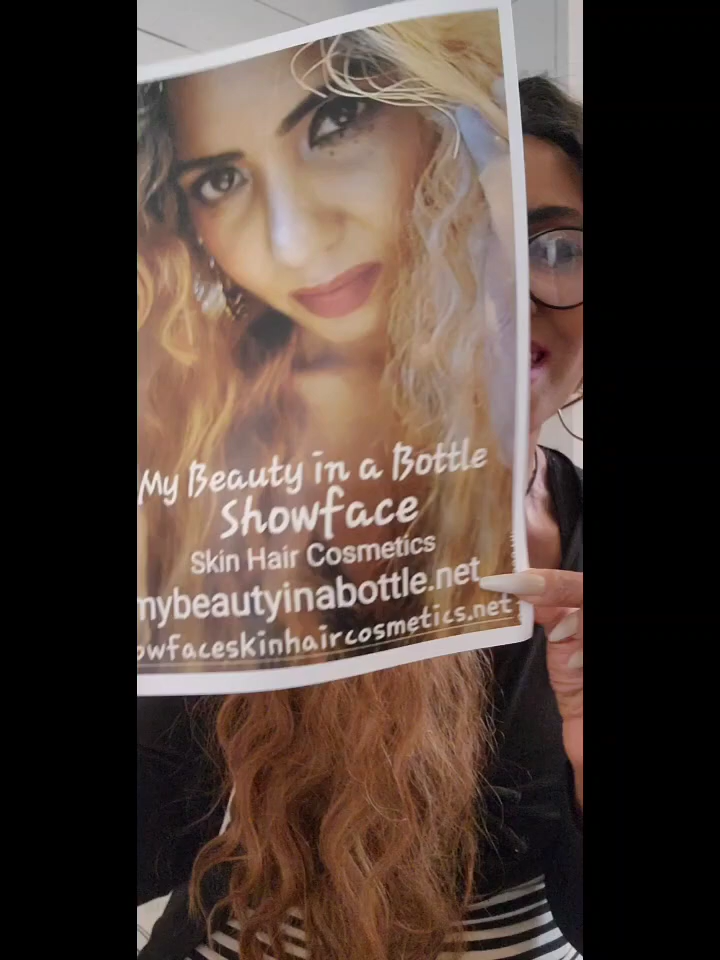 My Beauty in a Bottle
Showface
Skin Hair Cosmetics
mybeautyinabottle.net
owfaceskinhaircosmetics.net